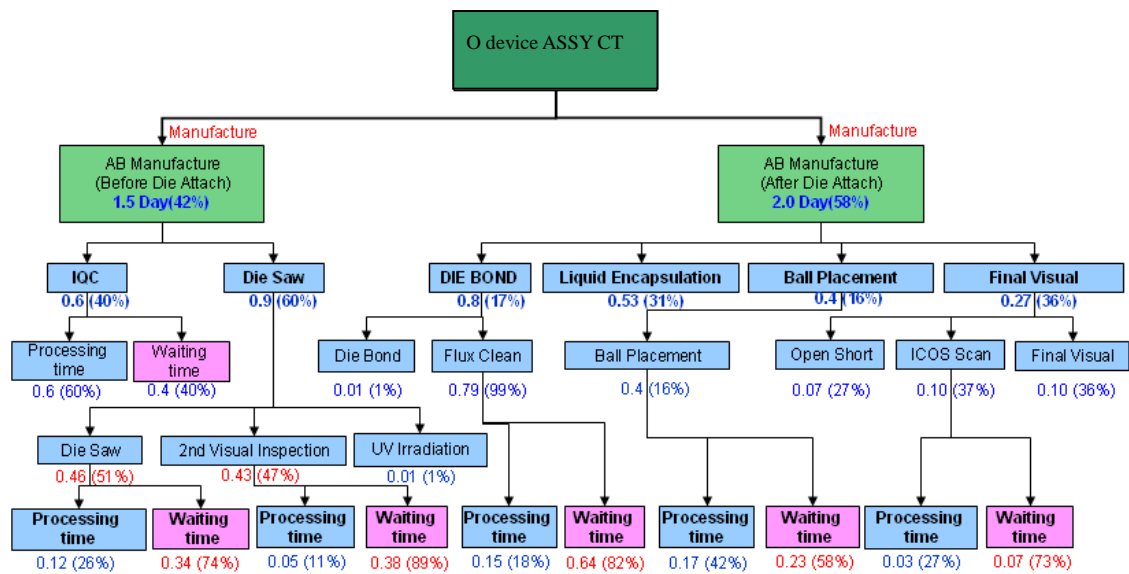 O device ASSY CT
Manufacture
Manufacture
AB Manufacture
(Before Die Attach)
1.5 Day(42%)
AB Manufacture
(After Die Attach)
2.0 Day(58%)
IQC
0.6 (40%)
Die Saw
0.9 (60%)
DIE BOND
0.8 (17%)
Liquid Encapsulation
0.53 (31%)
Ball Placement
0.4 (16%)
Final Visual
0.27 (36%)
Processing
time
0.6 (60%)
Waiting
time
0.4 (40%)
Die Bond
0.01 (1%)
Flux Clean
0.79 (99%)
Ball Placement
0.4 (16%)
Open Short
0.07 (27%)
ICOS Scan
0.10 (37%)
Final Visual
0.10 (36%)
Die Saw
0.46 (51%)
2nd Visual Inspection
0.43 (47%)
UV Irradiation
0.01 (1%)
Processing
time
0.12 (26%)
Waiting
time
0.34 (74%)
Processing
time
0.05 (11%)
Waiting
time
0.38 (89%)
Processing
time
0.15 (18%)
Waiting
time
0.64 (82%)
Processing
time
0.17 (42%)
Waiting
time
0.23 (58%)
Processing
time
0.03 (27%)
Waiting
time
0.07 (73%)